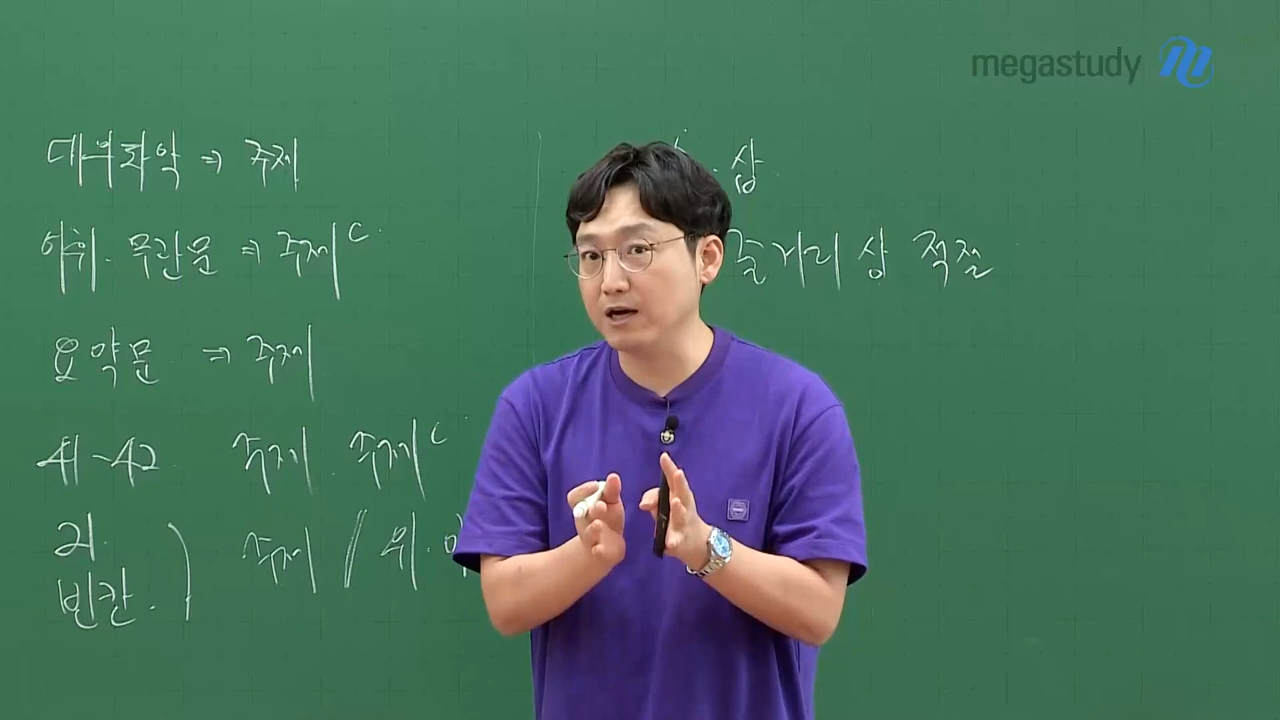 megastudy
대의파악 ⇒ 주제
어휘. 무관문 ⇒ 주제ᶜ
요약문 ⇒ 주제
41~42 주제. 주제ᶜ
21.
빈칸.
주제 / 위.
삽
줄거리상 적절